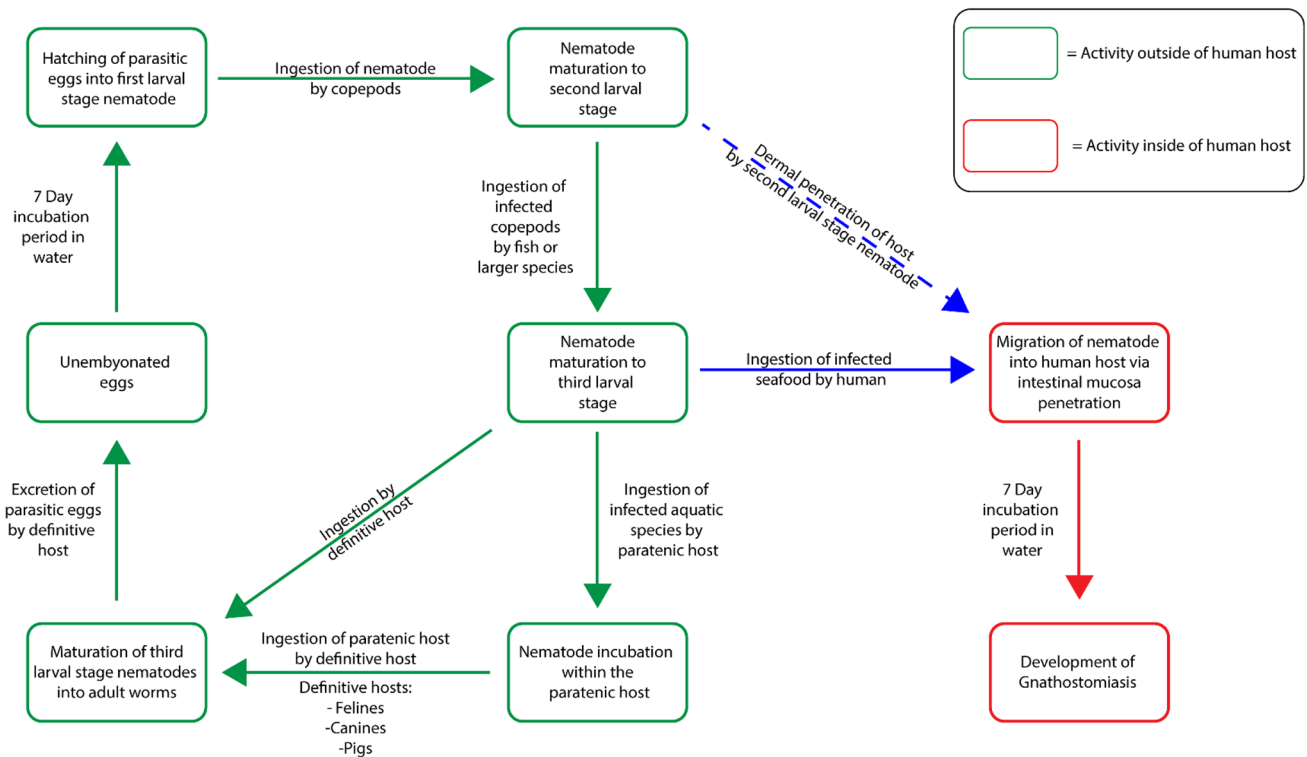 Hatching of parasitic
eggs into first larval
stage nematode
Ingestion of nematode
by copepods
Nematode
maturation to
second larval
stage
= Activity outside of human host
= Activity inside of human host
7 Day
incubation
period in
water
Ingestion of
infected
copepods
by fish or
larger species
Dermal penetration of host
by second larval stage nematode
Unembyonated
eggs
Nematode
maturation to
third larval
stage
Ingestion of infected
seafood by human
Migration of nematode
into human host via
intestinal mucosa
penetration
Excretion of
parasitic eggs
by definitive
host
Ingestion by
definitive host
Ingestion of
infected aquatic
species by
paratenic host
7 Day
incubation
period in
water
Maturation of third
larval stage nematodes
into adult worms
Ingestion of paratenic host
by definitive host
Definitive hosts:
- Felines
-Canines
-Pigs
Nematode incubation
within the
paratenic host
Development of
Gnathostomiasis